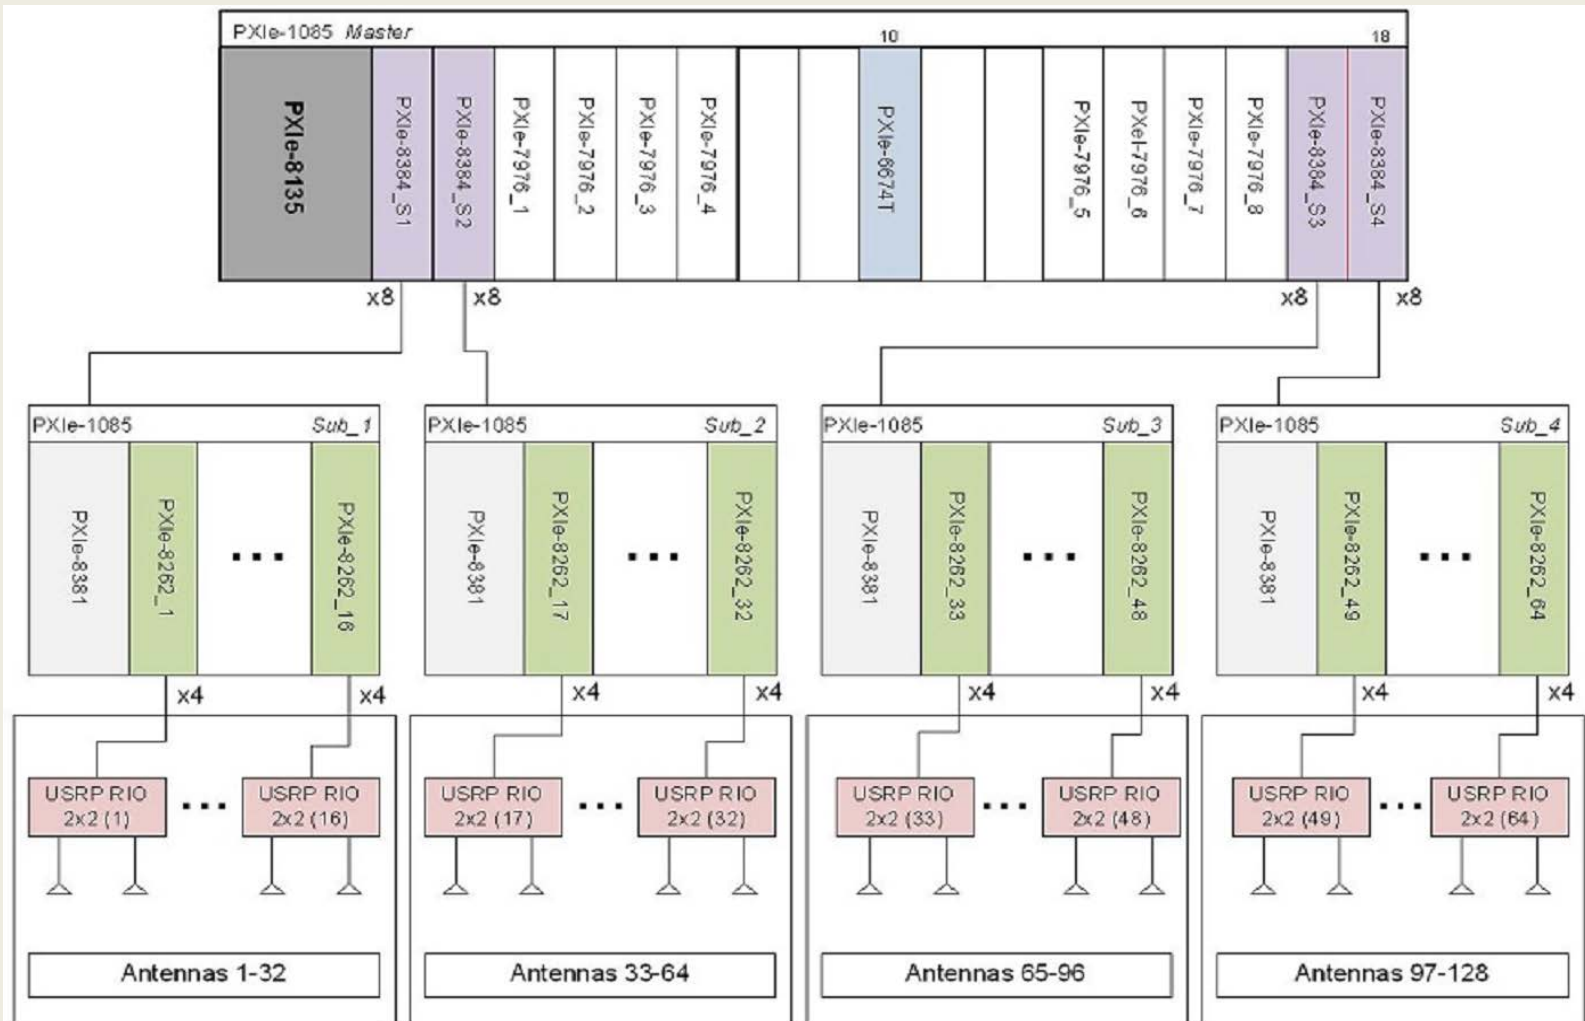 PXIe-1085 Master
10
18
PXIe-8135
PXIe-8384_S1
PXIe-8384_S2
PXIe-7976_1
PXIe-7976_2
PXIe-7976_3
PXIe-7976_4
PXIe-6674T
PXIe-7976_5
PXeI-7976_6
PXIe-7976_7
PXIe-7976_8
PXIe-8384_S3
PXIe-8384_S4
x8
x8
x8
x8
PXIe-1085 Sub_1
PXIe-8381
PXIe-8262_1
...
PXIe-8262_16
PXIe-1085 Sub_2
PXIe-8381
PXIe-8262_17
...
PXIe-8262_32
PXIe-1085 Sub_3
PXIe-8381
PXIe-8262_33
...
PXIe-8262_48
PXIe-1085 Sub_4
PXIe-8381
PXIe-8262_49
...
PXIe-8262_64
x4
x4
x4
x4
x4
x4
x4
x4
USRP RIO
2x2 (1)
...
USRP RIO
2x2 (16)
USRP RIO
2x2 (17)
...
USRP RIO
2x2 (32)
USRP RIO
2x2 (33)
...
USRP RIO
2x2 (48)
USRP RIO
2x2 (49)
...
USRP RIO
2x2 (64)
Antennas 1-32
Antennas 33-64
Antennas 65-96
Antennas 97-128